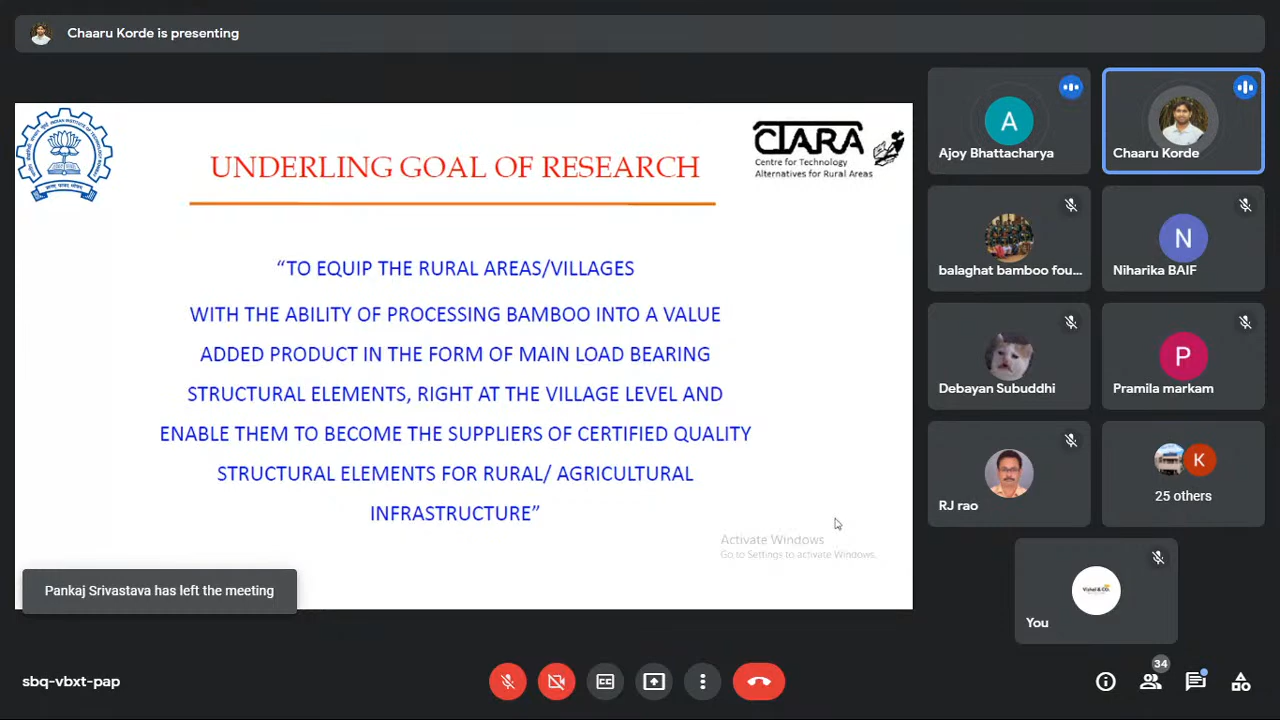 Chaaru Korde is presenting
UNDERLING GOAL OF RESEARCH
CTARA
Centre for Technology
Alternatives for Rural Areas
“TO EQUIP THE RURAL AREAS/VILLAGES
WITH THE ABILITY OF PROCESSING BAMBOO INTO A VALUE
ADDED PRODUCT IN THE FORM OF MAIN LOAD BEARING
STRUCTURAL ELEMENTS, RIGHT AT THE VILLAGE LEVEL AND
ENABLE THEM TO BECOME THE SUPPLIERS OF CERTIFIED QUALITY
STRUCTURAL ELEMENTS FOR RURAL/ AGRICULTURAL
INFRASTRUCTURE”
Activate Windows
Go to Settings to activate Windows.
Pankaj Srivastava has left the meeting
A
Ajoy Bhattacharya
Chaaru Korde
balaghat bamboo fou...
N
Niharika BAIF
Debayan Subuddhi
P
Pramila markam
RJ rao
K
25 others
You
sbq-vbxt-pap
CC
34